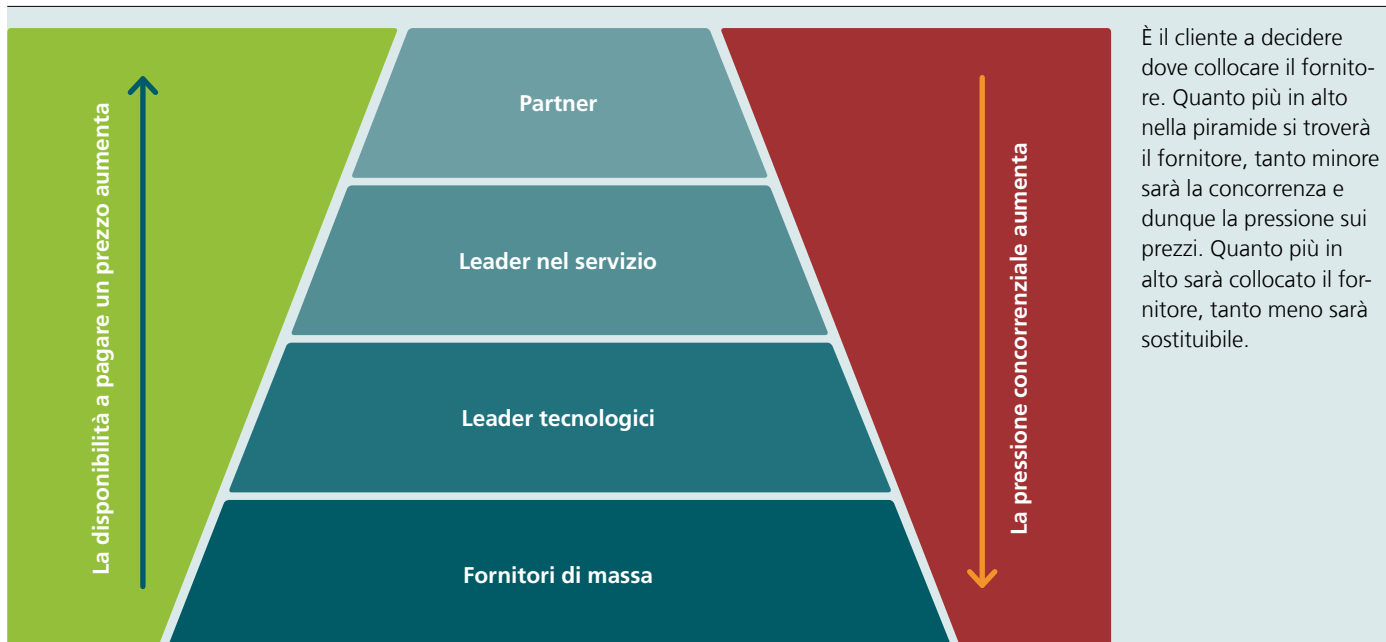 La disponibilità a pagare un prezzo aumenta
Partner
Leader nel servizio
Leader tecnologici
Fornitori di massa
La pressione concorrenziale aumenta
È il cliente a decidere
dove collocare il fornito-
re. Quanto più in alto
nella piramide si troverà
il fornitore, tanto minore
sarà la concorrenza e
dunque la pressione sui
prezzi. Quanto più in
alto sarà collocato il for-
nitore, tanto meno sarà
sostituibile.